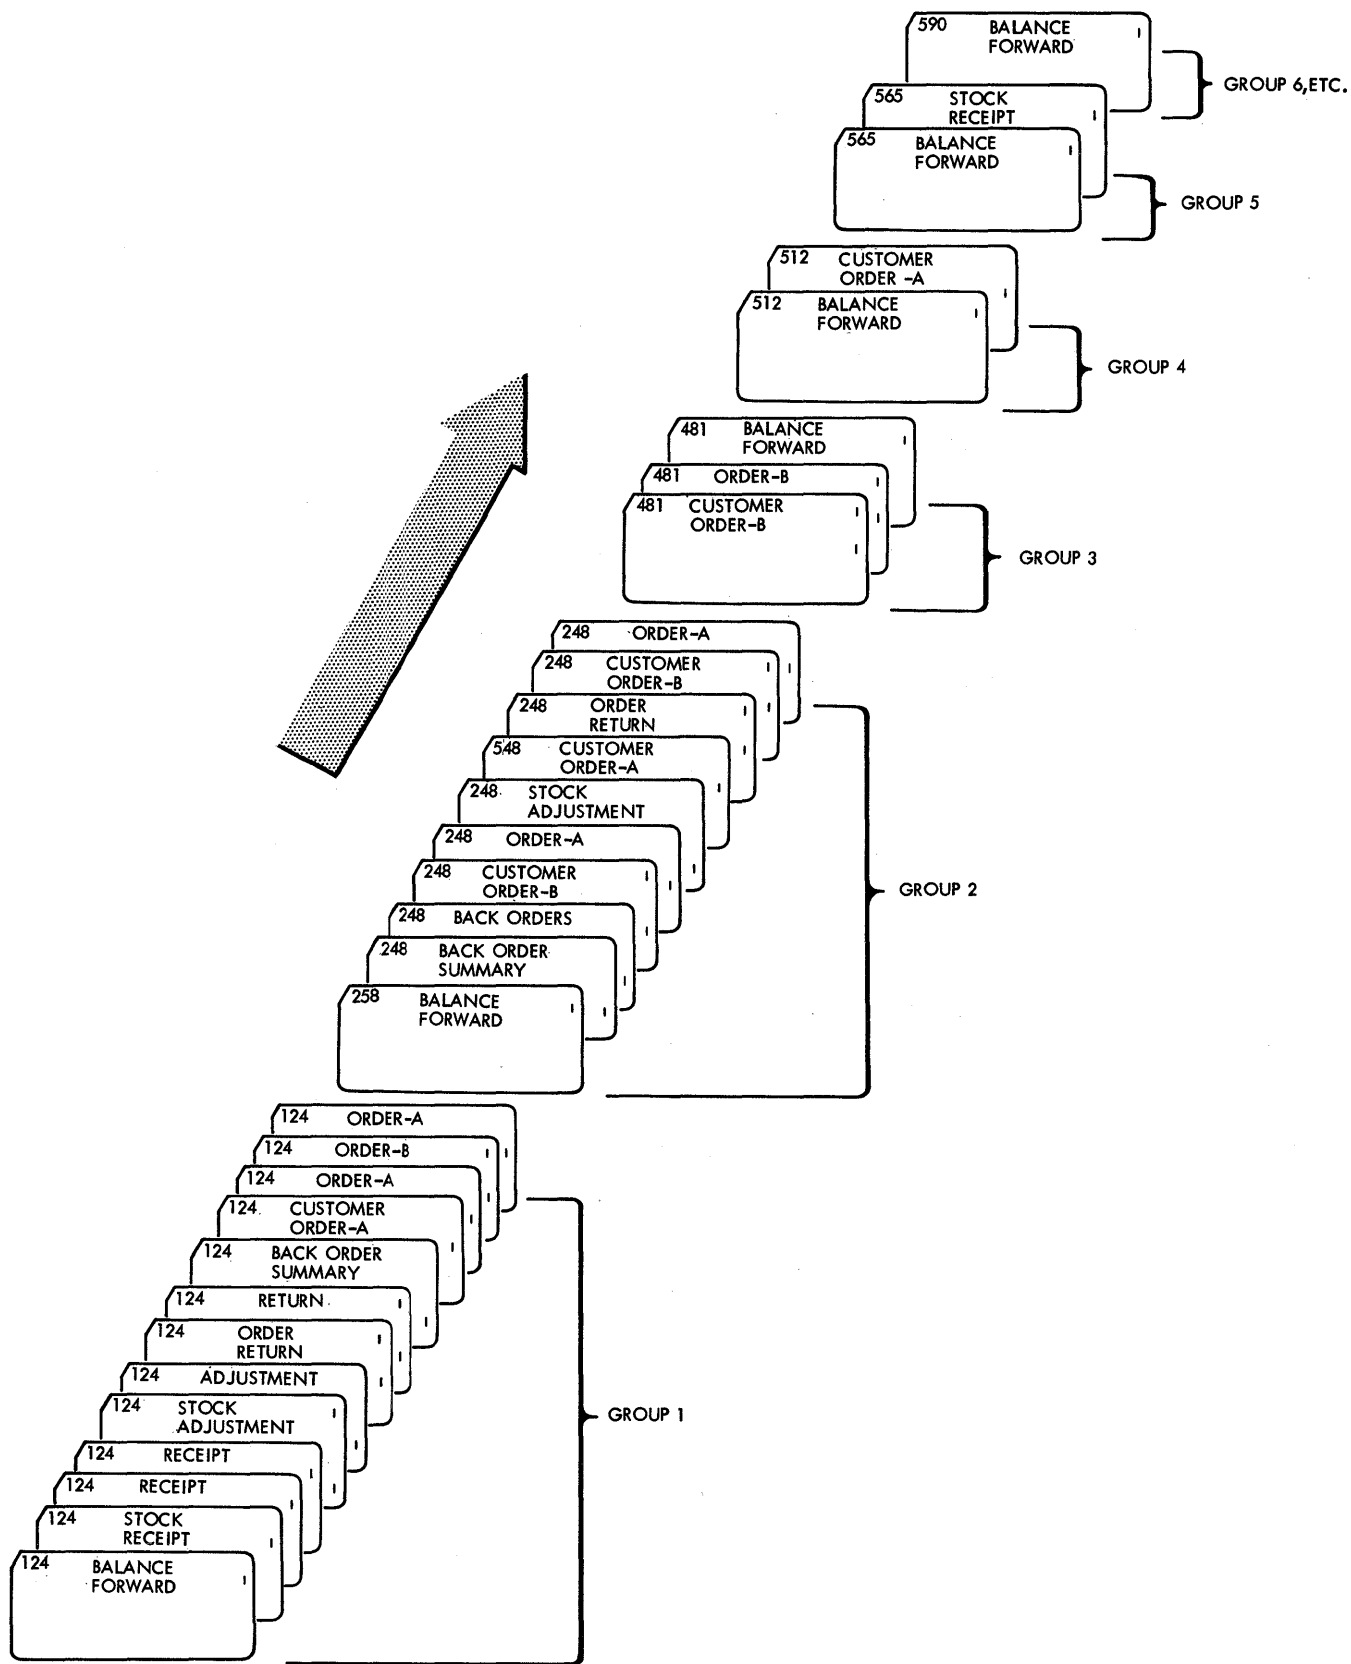 590 BALANCE
FORWARD
GROUP 6,ETC.
565 STOCK
RECEIPT
565 BALANCE
FORWARD
GROUP 5
512 CUSTOMER
ORDER -A
512 BALANCE
FORWARD
GROUP 4
481 BALANCE
FORWARD
481 ORDER-B
481 CUSTOMER
ORDER-B
GROUP 3
248 ORDER-A
248 CUSTOMER
ORDER-B
248 ORDER
RETURN
548 CUSTOMER
ORDER-A
248 STOCK
ADJUSTMENT
248 ORDER-A
248 CUSTOMER
ORDER-B
248 BACK ORDERS
248 BACK ORDER
SUMMARY
258 BALANCE
FORWARD
GROUP 2
124 ORDER-A
124 ORDER-B
124 ORDER-A
124 CUSTOMER
ORDER-A
124 BACK ORDER
SUMMARY
124 RETURN
124 ORDER
RETURN
124 ADJUSTMENT
124 STOCK
ADJUSTMENT
124 RECEIPT
124 RECEIPT
124 STOCK
RECEIPT
124 BALANCE
FORWARD
GROUP 1